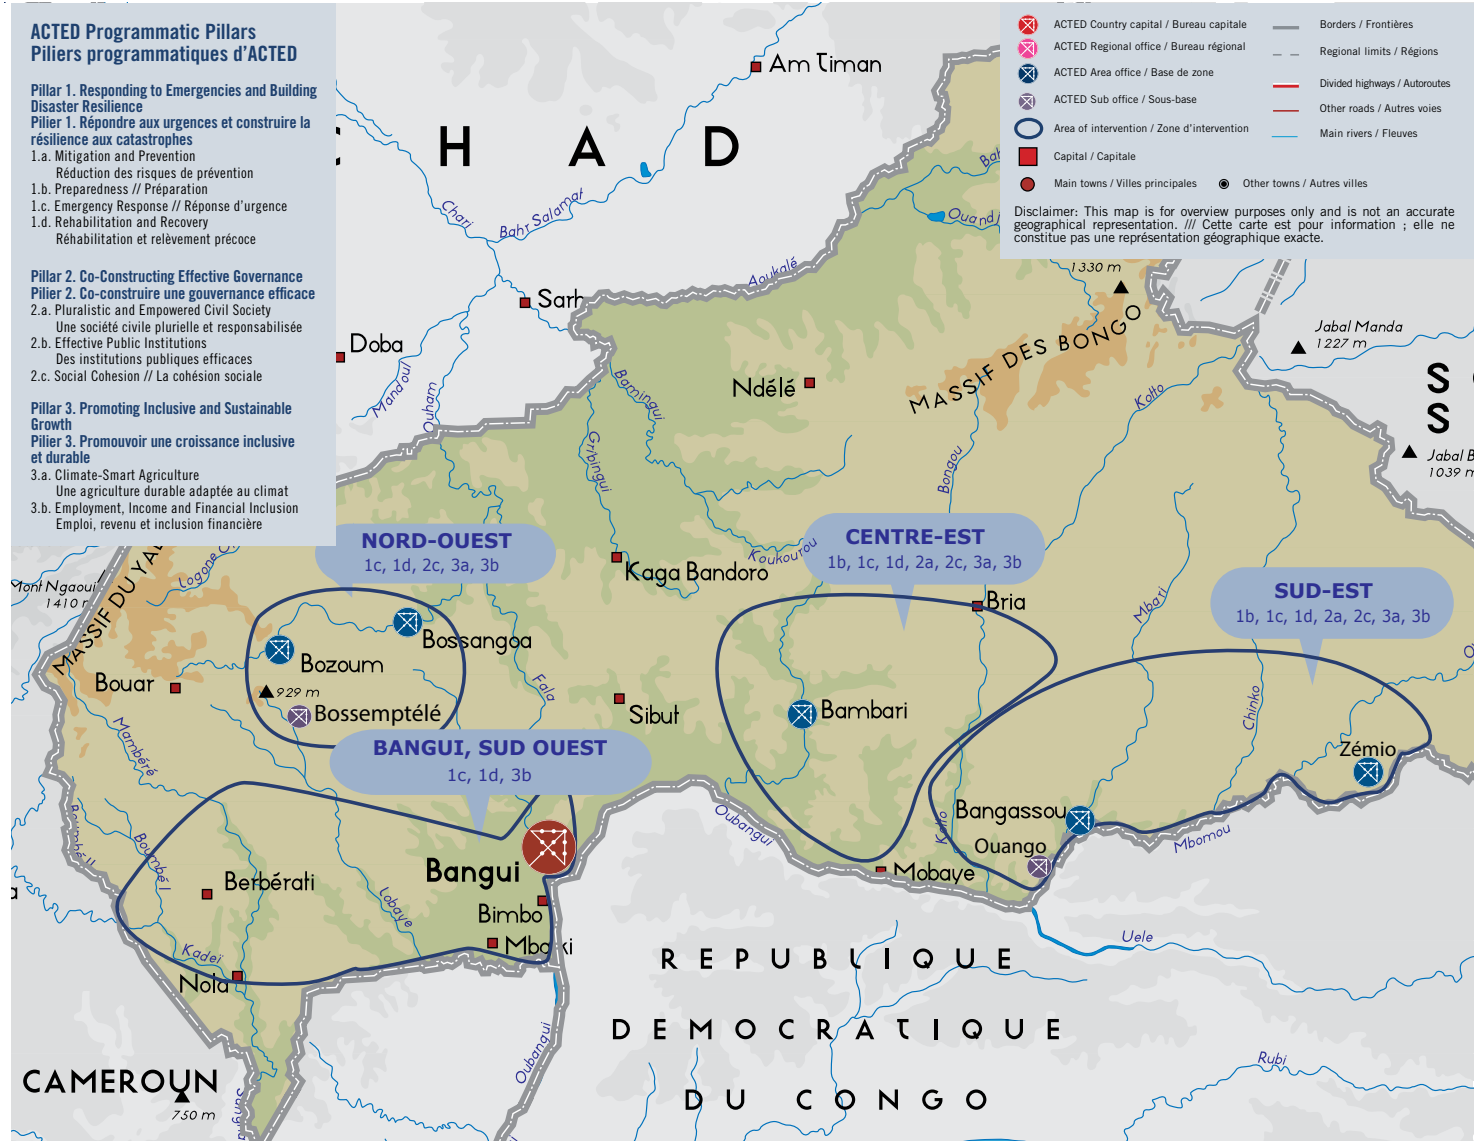 ACTED Programmatic Pillars
Piliers programmatiques d'ACTED
Pillar 1. Responding to Emergencies and Building
Disaster Resilience
Pilier 1. Répondre aux urgences et construire la
résilience aux catastrophes
1.a. Mitigation and Prevention
Réduction des risques de prévention
1.b. Preparedness // Préparation
1.c. Emergency Response // Réponse d'urgence
1.d. Rehabilitation and Recovery
Réhabilitation et relèvement précoce
Pillar 2. Co-Constructing Effective Governance
Pilier 2. Co-construire une gouvernance efficace
2.a. Pluralistic and Empowered Civil Society
Une société civile plurielle et responsabilisée
2.b. Effective Public Institutions
Des institutions publiques efficaces
2.c. Social Cohesion // La cohésion sociale
Pillar 3. Promoting Inclusive and Sustainable
Growth
Pilier 3. Promouvoir une croissance inclusive
et durable
3.a. Climate-Smart Agriculture
Une agriculture durable adaptée au climat
3.b. Employment, Income and Financial Inclusion
Emploi, revenu et inclusion financière
ACTED Country capital / Bureau capitale
ACTED Regional office / Bureau régional
ACTED Area office / Base de zone
ACTED Sub office / Sous-base
Area of intervention / Zone d'intervention
Capital / Capitale
Main towns / Villes principales
Other towns / Autres villes
Borders / Frontières
Regional limits / Régions
Divided highways / Autoroutes
Other roads / Autres voies
Main rivers / Fleuves
Disclaimer: This map is for overview purposes only and is not an accurate
geographical representation. /// Cette carte est pour information ; elle ne
constitue pas une représentation géographique exacte.
Am Timan
C H A D
Chari
Bahr Salamat
Bah
Ouandj
Aoukalé
1330 m
Sarh
Doba
Mandoul
Ouham
Bamingui
Gribingui
Ndélé
MASSIF DES BONGO
Jabal Manda
1227 m
S
S
Kotto
Jabal B
1039 m
Bongou
NORD-OUEST
1c, 1d, 2c, 3a, 3b
CENTRE-EST
1b, 1c, 1d, 2a, 2c, 3a, 3b
SUD-EST
1b, 1c, 1d, 2a, 2c, 3a, 3b
Koukourou
Kaga Bandoro
Logone
Mont Ngaoui
1410 m
MASSIF DU YA
Bria
Mbari
Bossangoa
Bozoum
Bouar
929 m
Bossemptélé
Fala
Sibut
Bambari
Chinko
Zémio
Mambéré
BANGUI, SUD OUEST
1c, 1d, 3b
Oubangui
Bangassou
Kotto
Ouango
Mbomou
Boumbé II
Boumbé I
Bangui
Mobaye
Berbérati
Lobaye
Bimbo
Mbaïki
Kadeï
Nola
Uele
REPUBLIQUE
DEMOCRATIQUE
DU CONGO
Oubangui
Rubi
CAMEROUN
750 m
Sangha